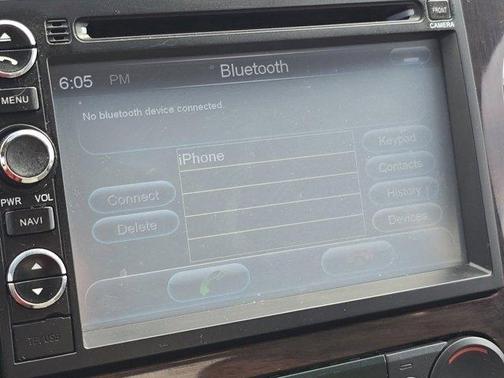 FRONT
CAMERA
6:05 PM
Bluetooth
MENU
No bluetooth device connected.
iPhone
Keypad
Contacts
History
Devices
Connect
Delete
PWR VOL
NAVI